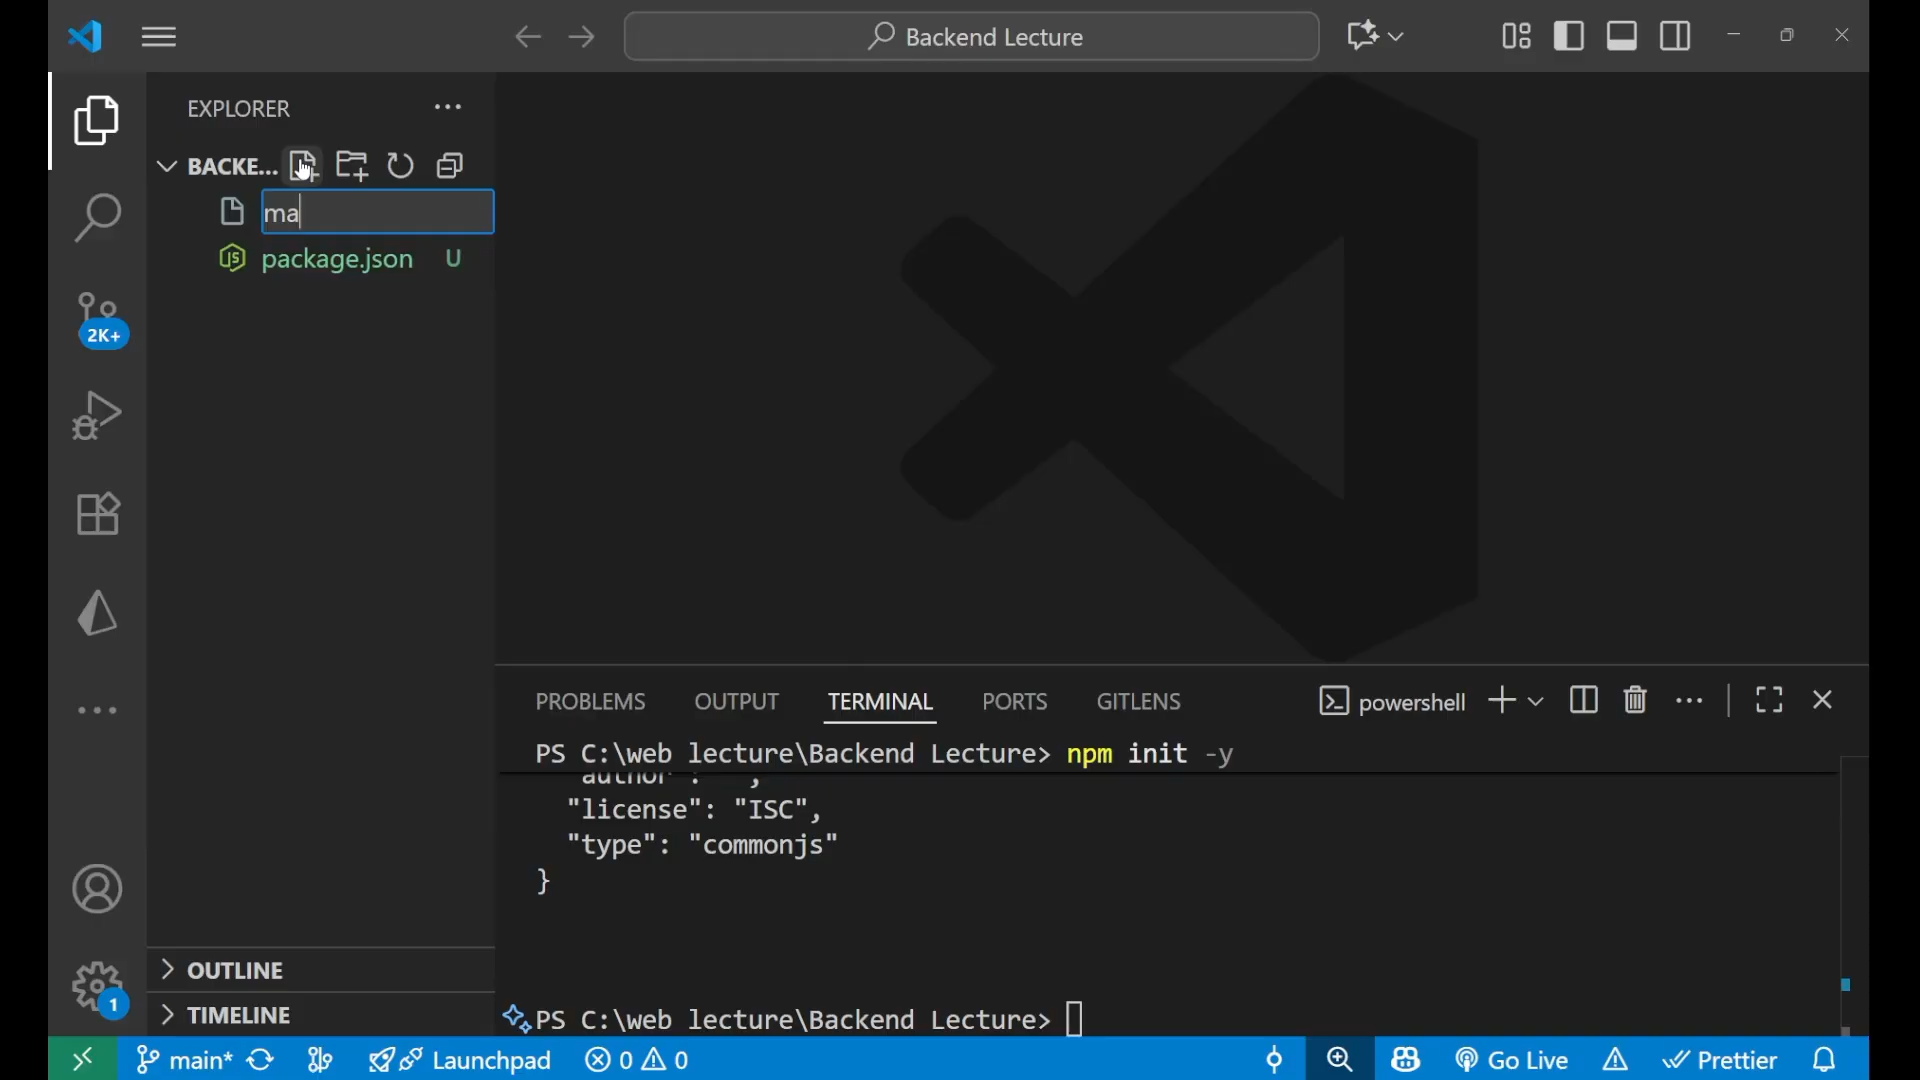 Backend Lecture
EXPLORER
BACKE...
ma
package.json U
2K+
PROBLEMS OUTPUT TERMINAL PORTS GITLENS powershell
PS C:\web lecture\Backend Lecture> npm init -y
author : ,
"license": "ISC",
"type": "commonjs"
}
OUTLINE
1
TIMELINE
PS C:\web lecture\Backend Lecture>
main* Launchpad 0 0 Go Live Prettier